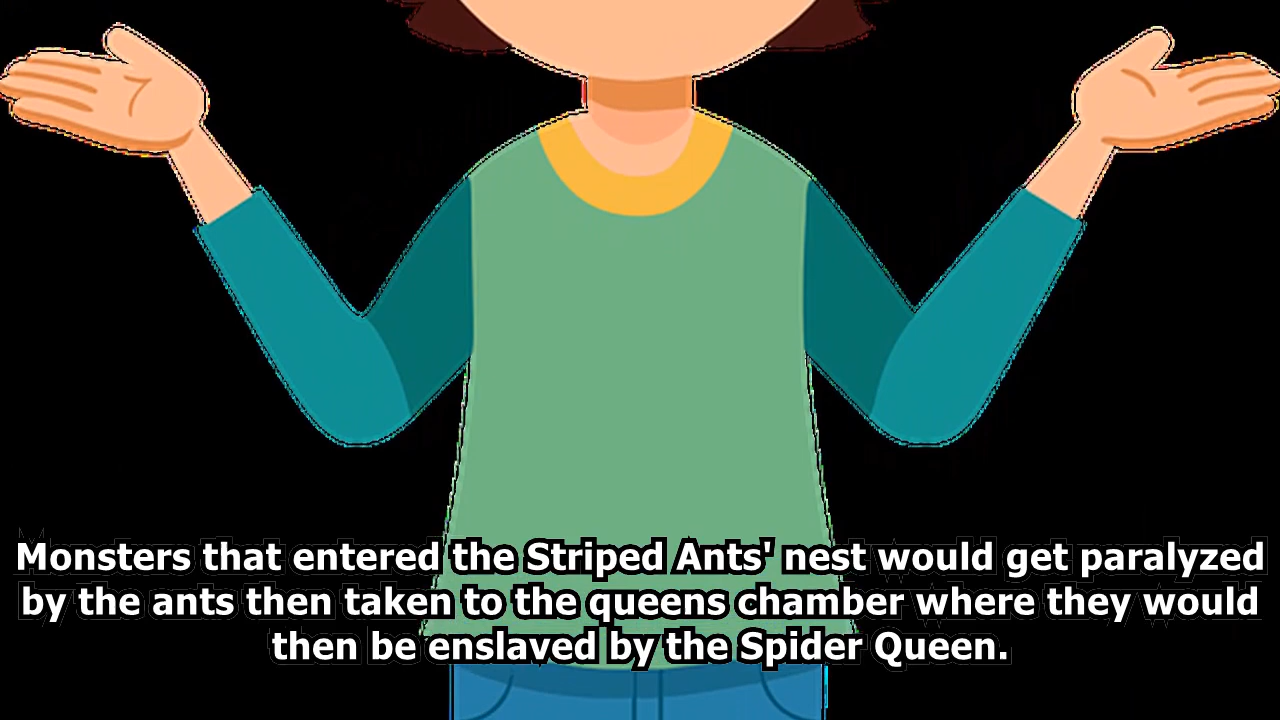 Monsters that entered the Striped Ants' nest would get paralyzed
by the ants then taken to the queens chamber where they would
then be enslaved by the Spider Queen.